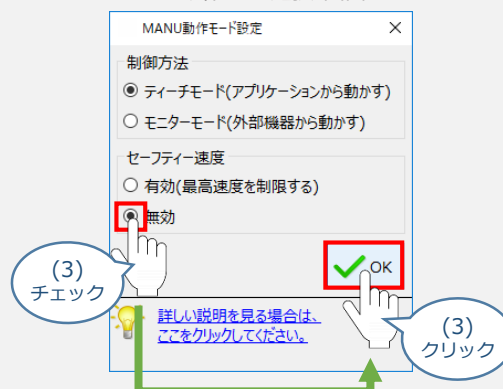 MANU動作モード設定
制御方法
ティーチモード(アプリケーションから動かす)
モニターモード(外部機器から動かす)
セーフティー速度
有効(最高速度を制限する)
無効
OK
(3)
チェック
詳しい説明を見る場合は、
ここをクリックしてください。
(3)
クリック